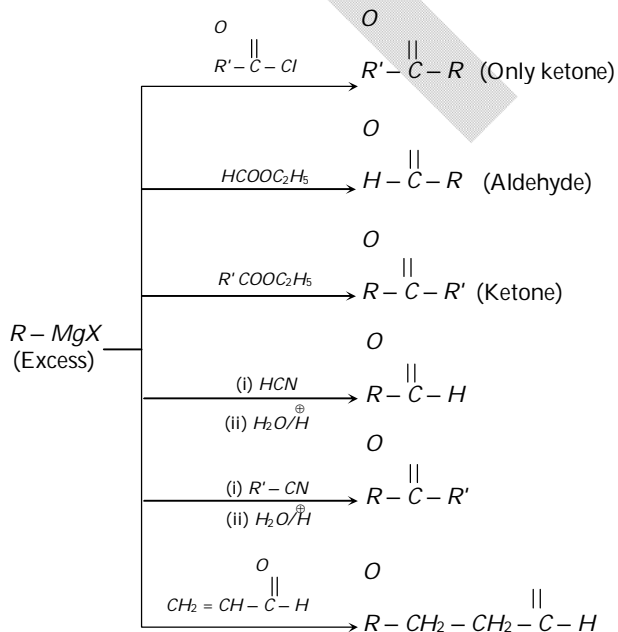 O
||
R'– C – Cl
O
||
R'– C – R (Only ketone)
HCOOC2H5
O
||
H – C – R (Aldehyde)
R' COOC2H5
O
||
R – C – R' (Ketone)
R – MgX
(Excess)
(i) HCN
(ii) H2O/H⊕
O
||
R – C – H
(i) R' – CN
(ii) H2O/H⊕
O
||
R – C – R'
O
||
CH2 = CH – C – H
O
||
R – CH2 – CH2 – C – H